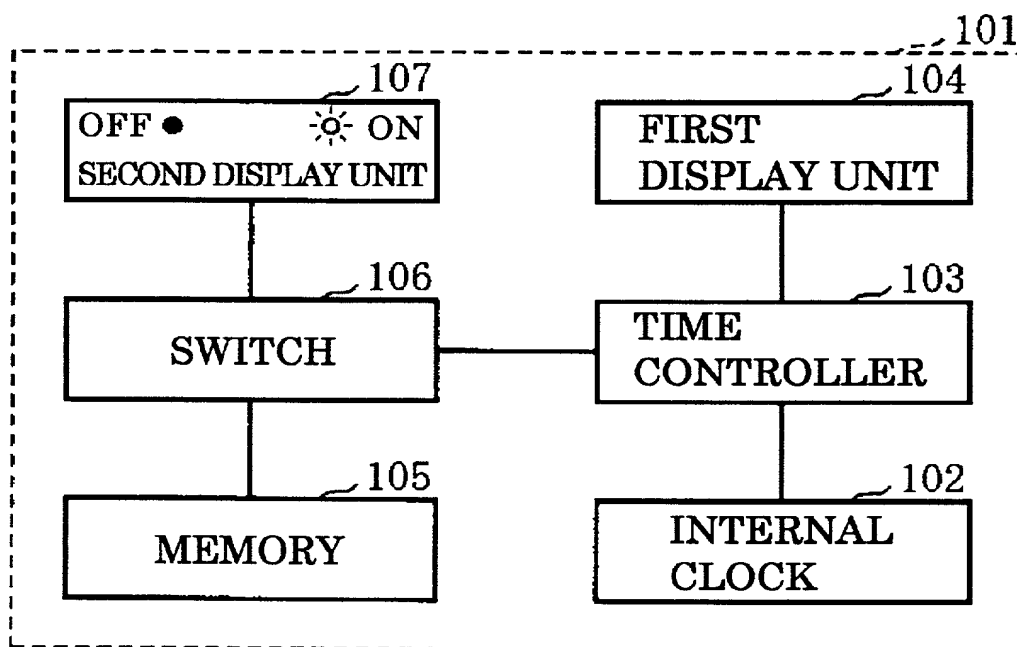 101
107
OFF ON
SECOND DISPLAY UNIT
104
FIRST
DISPLAY UNIT
106
SWITCH
103
TIME
CONTROLLER
105
MEMORY
102
INTERNAL
CLOCK